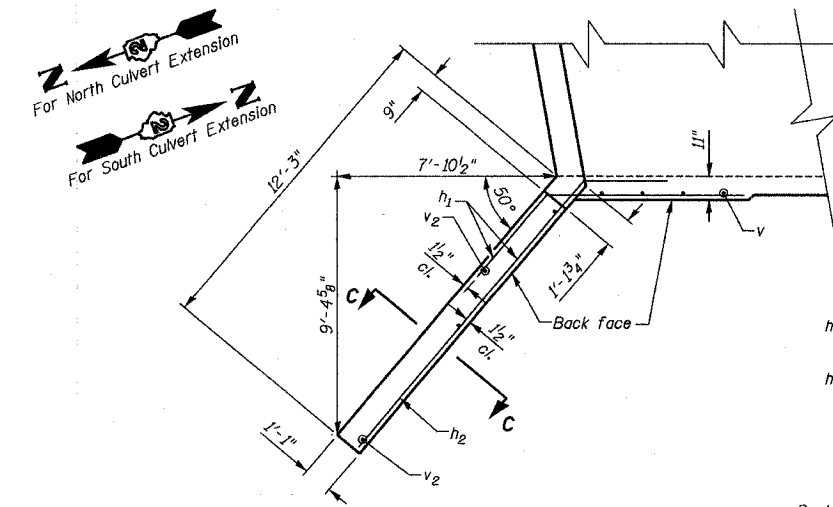 N
For North Culvert Extension
N
For South Culvert Extension
12'-3"
9"
7'-10½"
50°
11"
h1
v2
1½"
cl.
v
1'-1¾"
C
9'-4⅝"
Back face
1½"
cl.
C
h
h
1'-1"
h2
v2